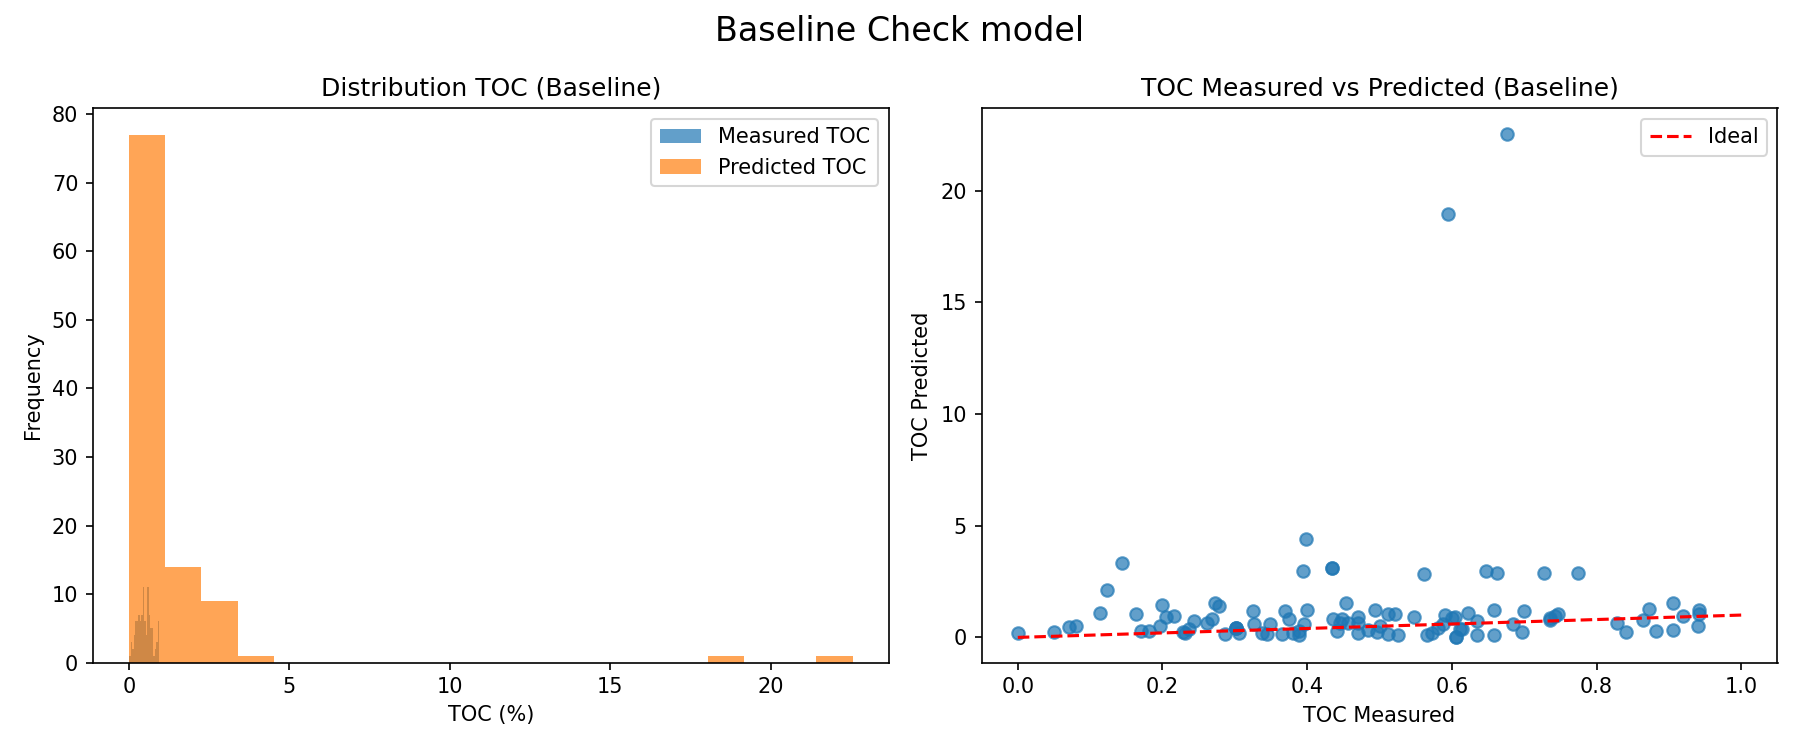 Baseline Check model
Distribution TOC (Baseline)
80
70
60
50
40
30
20
10
0
Frequency
Measured TOC
Predicted TOC
0
5
10
15
20
TOC (%)
TOC Measured vs Predicted (Baseline)
20
15
10
5
0
TOC Predicted
Ideal
0.0
0.2
0.4
0.6
0.8
1.0
TOC Measured